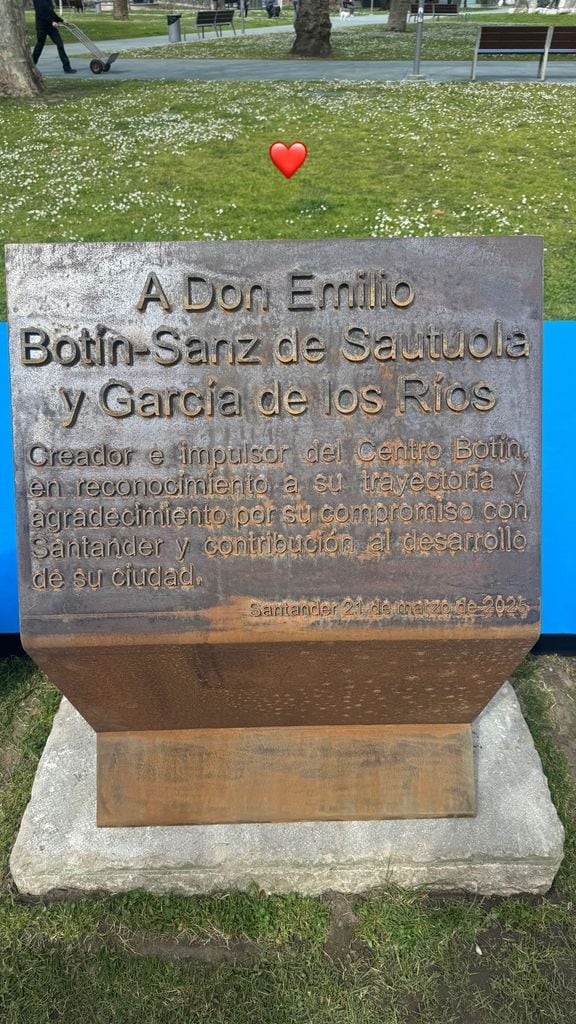 A Don Emilio
Botín-Sanz de Sautuola
y García de los Ríos
Creador e impulsor del Centro Botín,
en reconocimiento a su trayectoria y
agradecimiento por su compromiso con
Santander y contribución al desarrollo
de su ciudad.
Santander 21 de marzo de 2025